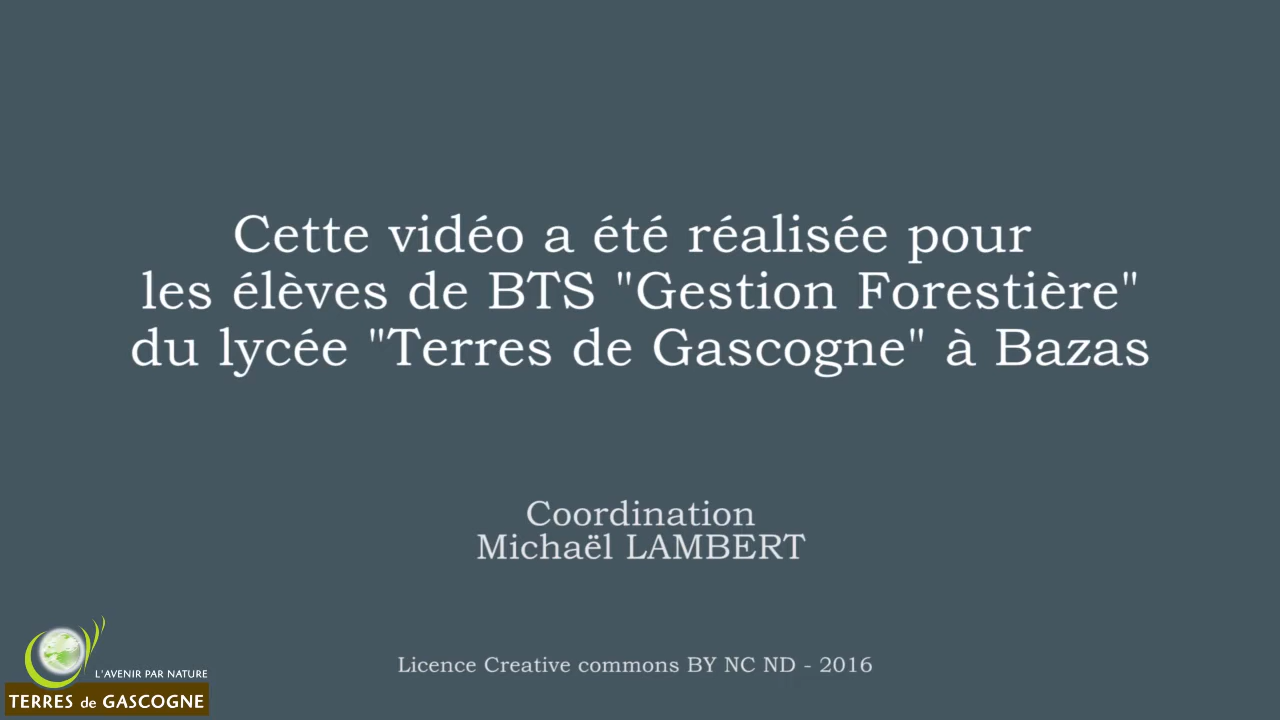 Cette vidéo a été réalisée pour
les élèves de BTS "Gestion Forestière"
du lycée "Terres de Gascogne" à Bazas
Coordination
Michaël LAMBERT
Licence Creative commons BY NC ND - 2016
L'AVENIR PAR NATURE
TERRES de GASCOGNE